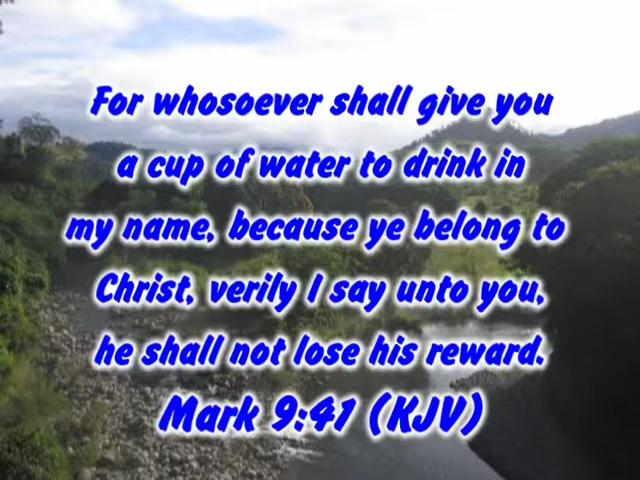 For whosoever shall give you
a cup of water to drink in
my name, because ye belong to
Christ, verily I say unto you,
he shall not lose his reward.
Mark 9:41 (KJV)